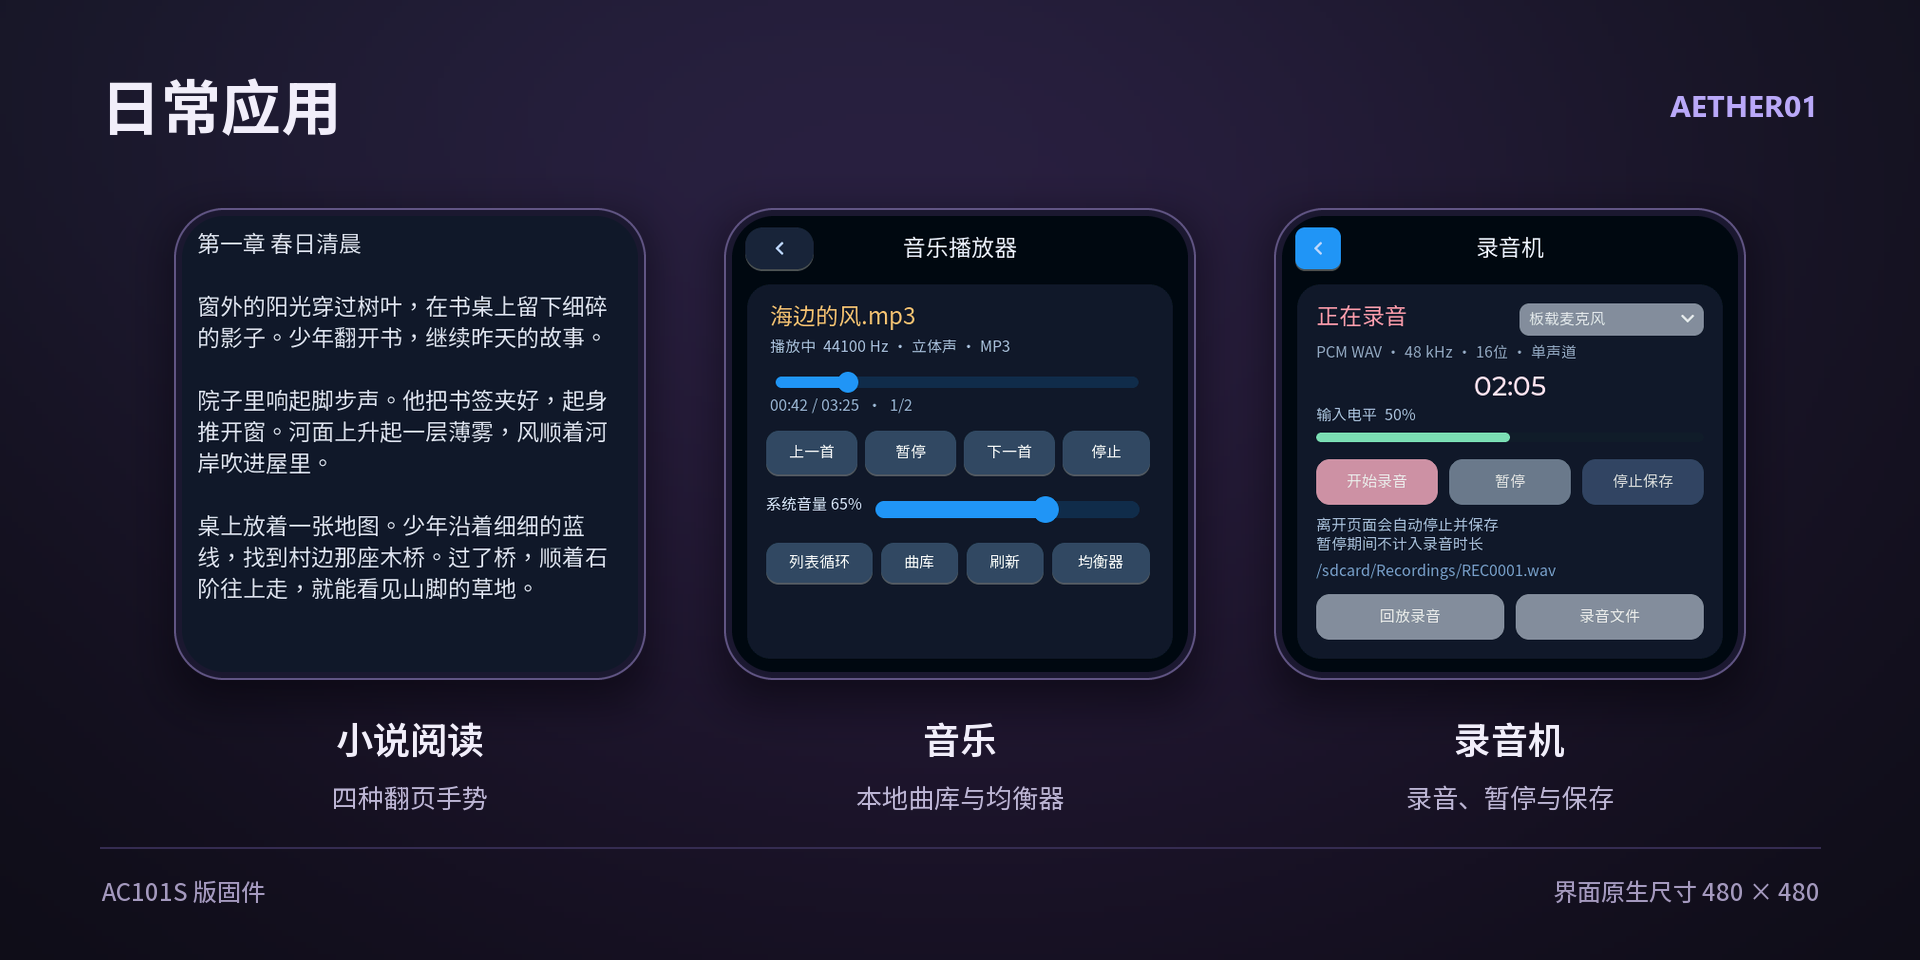 日常应用
AETHER01
第一章 春日清晨
窗外的阳光穿过树叶，在书桌上留下细碎
的影子。少年翻开书，继续昨天的故事。
院子里响起脚步声。他把书签夹好，起身
推开窗。河面上升起一层薄雾，风顺着河
岸吹进屋里。
桌上放着一张地图。少年沿着细细的蓝
线，找到村边那座木桥。过了桥，顺着石
阶往上走，就能看见山脚的草地。
音乐播放器
海边的风.mp3
播放中 44100 Hz · 立体声 · MP3
00:42 / 03:25 · 1/2
上一首 暂停 下一首 停止
系统音量 65%
列表循环 曲库 刷新 均衡器
录音机
正在录音 板载麦克风
PCM WAV · 48 kHz · 16位 · 单声道
02:05
输入电平 50%
开始录音 暂停 停止保存
离开页面会自动停止并保存
暂停期间不计入录音时长
/sdcard/Recordings/REC0001.wav
回放录音 录音文件
小说阅读
四种翻页手势
音乐
本地曲库与均衡器
录音机
录音、暂停与保存
AC101S 版固件
界面原生尺寸 480 × 480